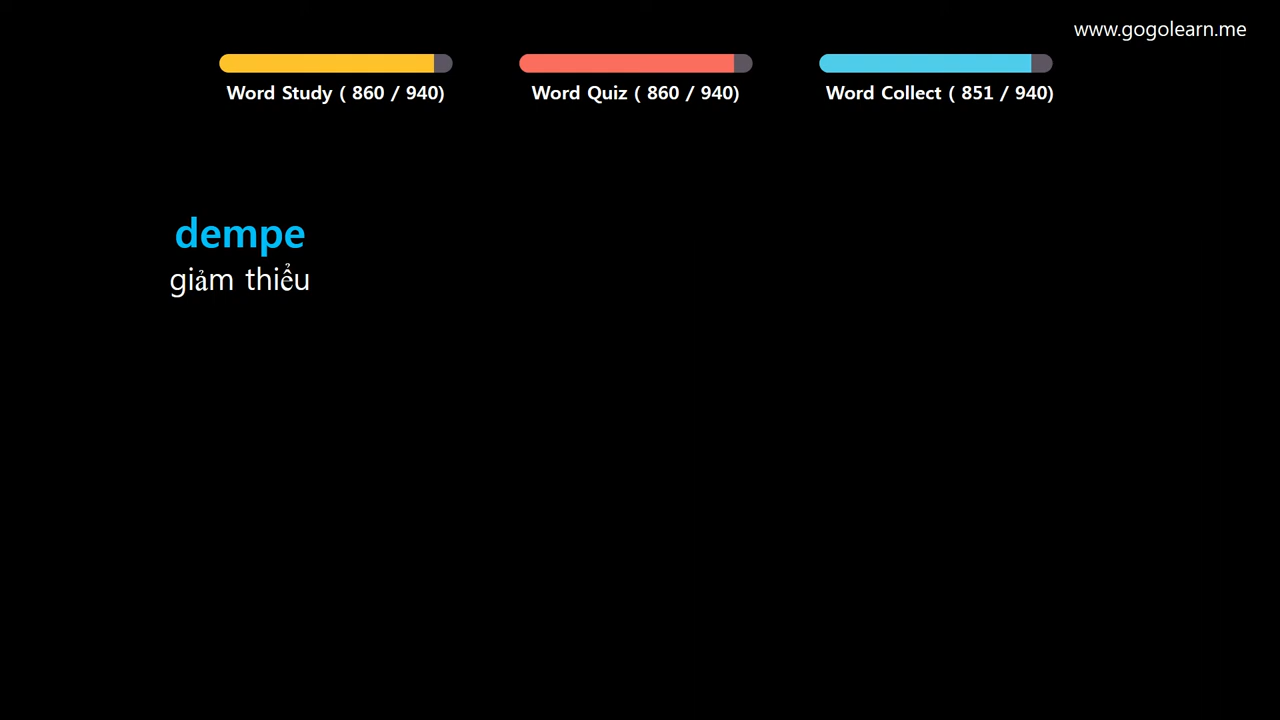 www.gogolearn.me
Word Study ( 860 / 940)
Word Quiz ( 860 / 940)
Word Collect ( 851 / 940)
dempe
giảm thiểu